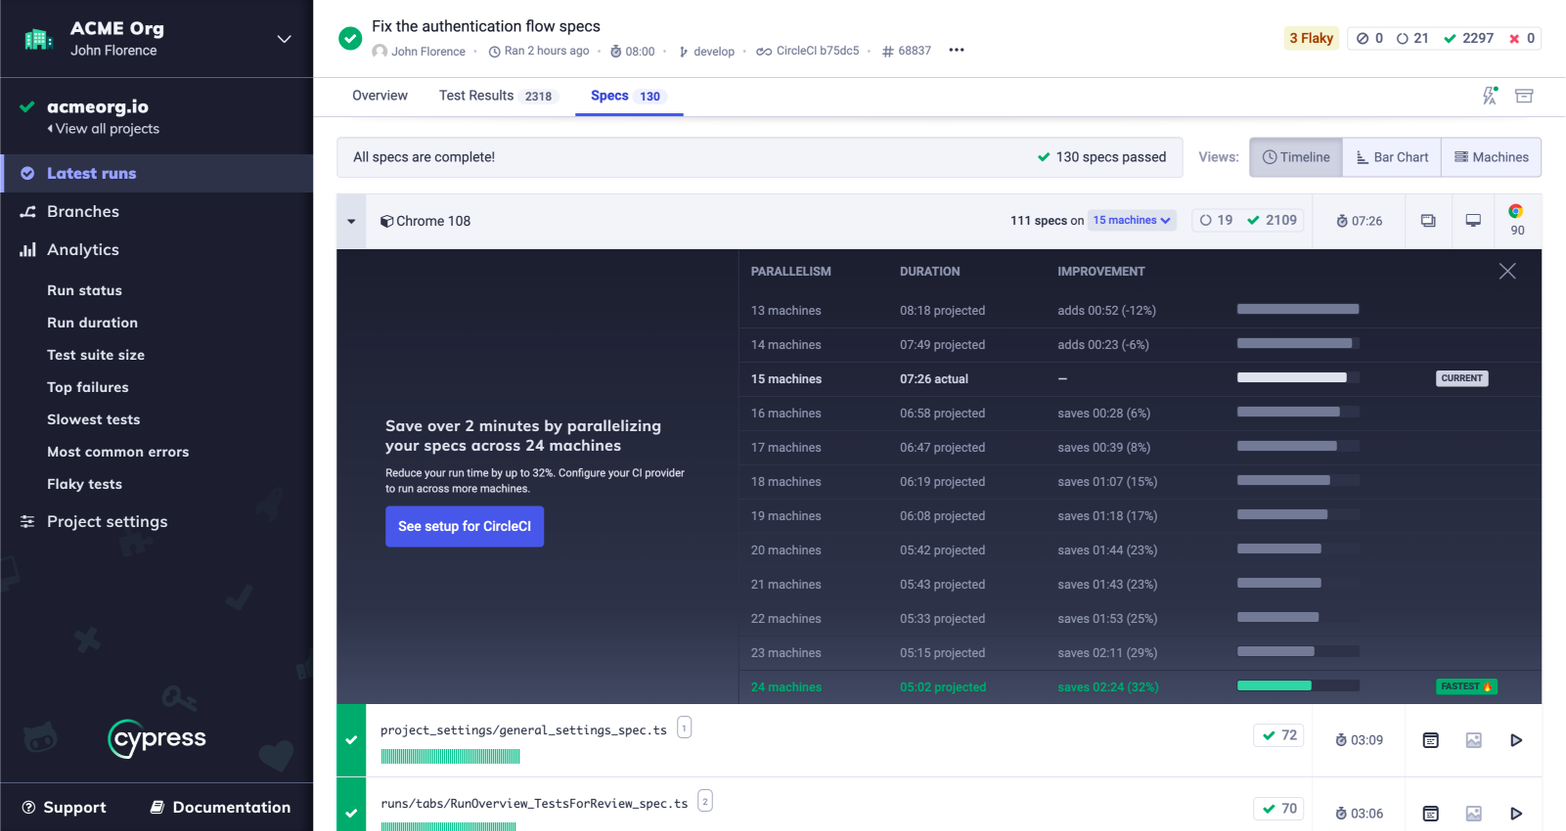 ACME Org
John Florence
acmeorg.io
View all projects
Latest runs
Branches
Analytics
Run status
Run duration
Test suite size
Top failures
Slowest tests
Most common errors
Flaky tests
Project settings
cypress
Support
Documentation
Fix the authentication flow specs
John Florence Ran 2 hours ago 08:00 develop CircleCI b75dc5 # 68837
3 Flaky 0 21 2297 0
Overview Test Results 2318 Specs 130
All specs are complete! 130 specs passed
Views: Timeline Bar Chart Machines
Chrome 108 111 specs on 15 machines 19 2109 07:26 90
Save over 2 minutes by parallelizing
your specs across 24 machines
Reduce your run time by up to 32%. Configure your CI provider
to run across more machines.
See setup for CircleCI
PARALLELISM DURATION IMPROVEMENT
13 machines 08:18 projected adds 00:52 (-12%)
14 machines 07:49 projected adds 00:23 (-6%)
15 machines 07:26 actual — CURRENT
16 machines 06:58 projected saves 00:28 (6%)
17 machines 06:47 projected saves 00:39 (8%)
18 machines 06:19 projected saves 01:07 (15%)
19 machines 06:08 projected saves 01:18 (17%)
20 machines 05:42 projected saves 01:44 (23%)
21 machines 05:43 projected saves 01:43 (23%)
22 machines 05:33 projected saves 01:53 (25%)
23 machines 05:15 projected saves 02:11 (29%)
24 machines 05:02 projected saves 02:24 (32%) FASTEST 🔥
project_settings/general_settings_spec.ts 1 72 03:09
runs/tabs/RunOverview_TestsForReview_spec.ts 2 70 03:06